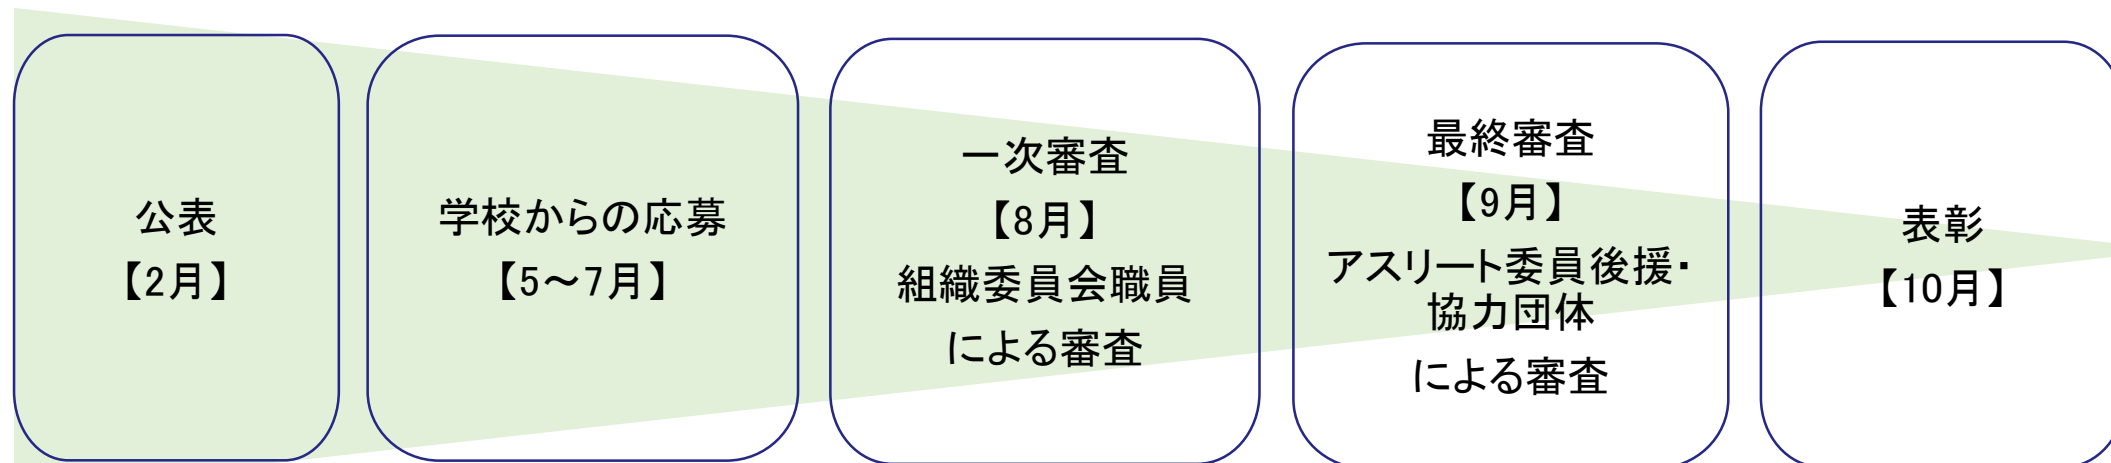 公表
【2月】
学校からの応募
【5～7月】
一次審査
【8月】
組織委員会職員
による審査
最終審査
【9月】
アスリート委員後援・
協力団体
による審査
表彰
【10月】